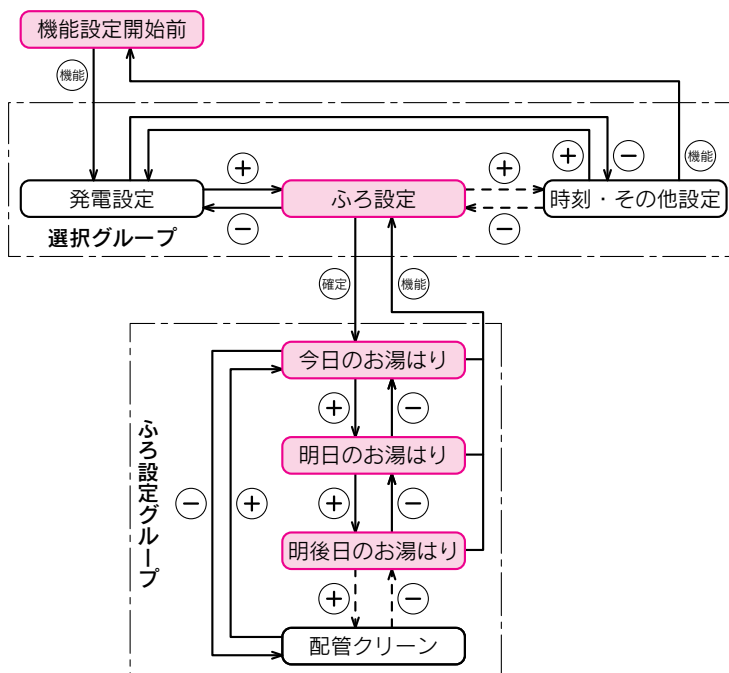 機能設定開始前
機能
＋
－
機能
発電設定
＋
－
ふろ設定
＋
－
時刻・その他設定
選択グループ
確定
機能
今日のお湯はり
＋
－
明日のお湯はり
＋
－
明後日のお湯はり
＋
－
配管クリーン
－
＋
ふろ設定グループ